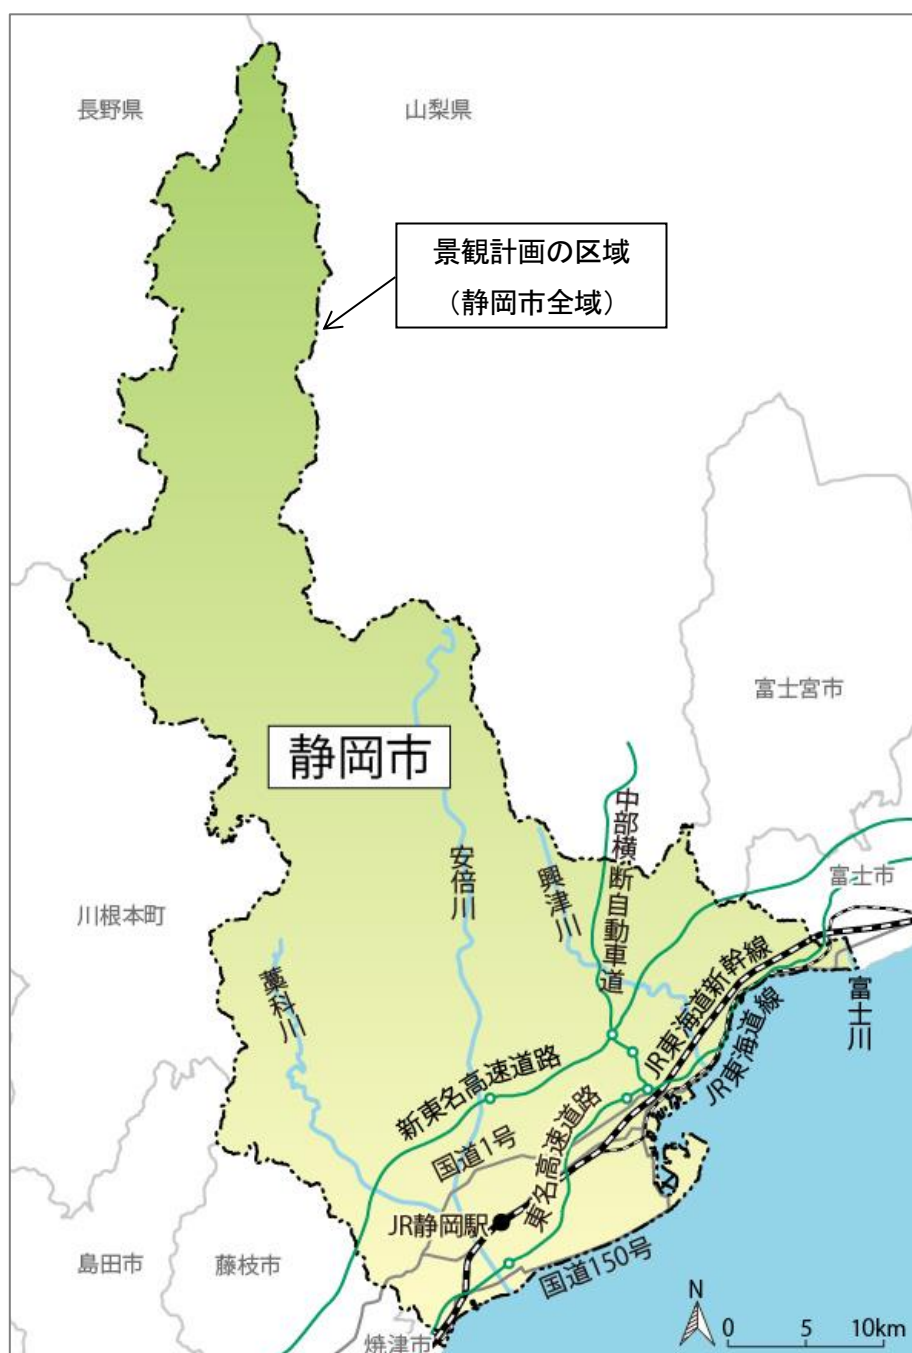 長野県
山梨県
景観計画の区域
（静岡市全域）
富士宮市
静岡市
中部横断自動車道
安倍川
興津川
富士市
川根本町
藁科川
JR東海道新幹線
富士川
JR東海道線
新東名高速道路
国道1号
東名高速道路
JR静岡駅
島田市
藤枝市
国道150号
焼津市
N
0 5 10km